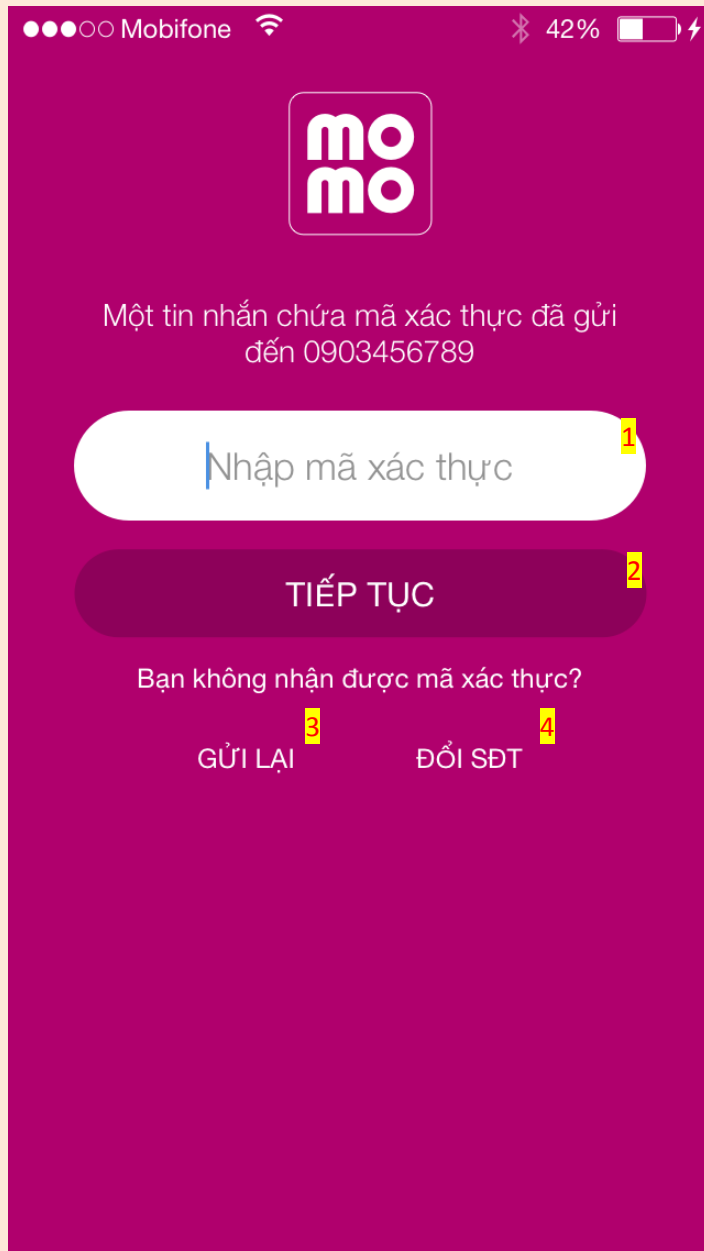 Mobifone 42%
mo
mo
Một tin nhắn chứa mã xác thực đã gửi
đến 0903456789
1
Nhập mã xác thực
2
TIẾP TỤC
Bạn không nhận được mã xác thực?
3 4
GỬI LẠI ĐỔI SĐT